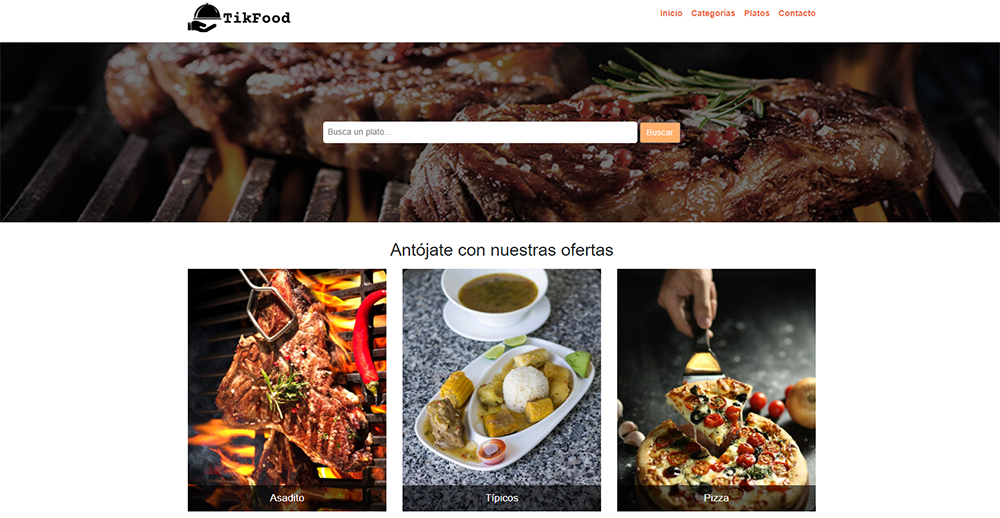 TikFood
Inicio Categorías Platos Contacto
Busca un plato... Buscar
Antójate con nuestras ofertas
Asadito Típicos Pizza